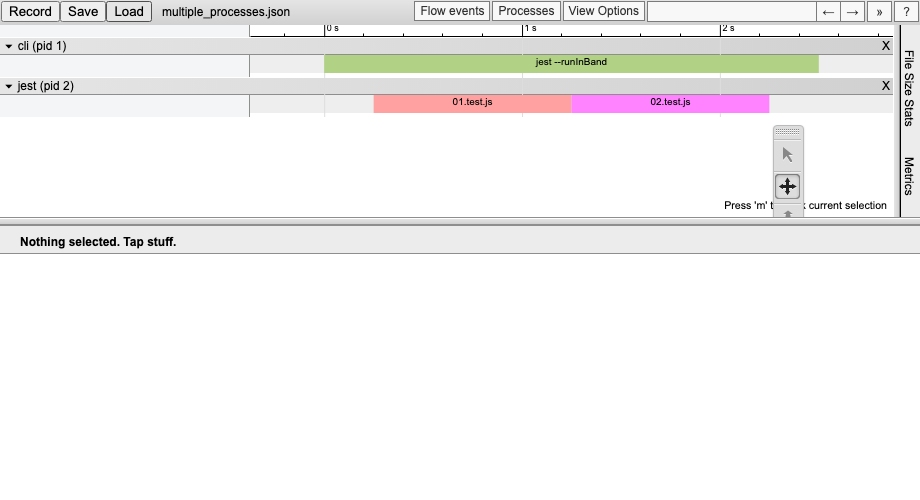 Record Save Load multiple_processes.json Flow events Processes View Options ← → » ?
0 s 1 s 2 s
cli (pid 1) X
jest --runInBand
jest (pid 2) X
01.test.js 02.test.js
File Size Stats
Metrics
Press 'm' t current selection
Nothing selected. Tap stuff.